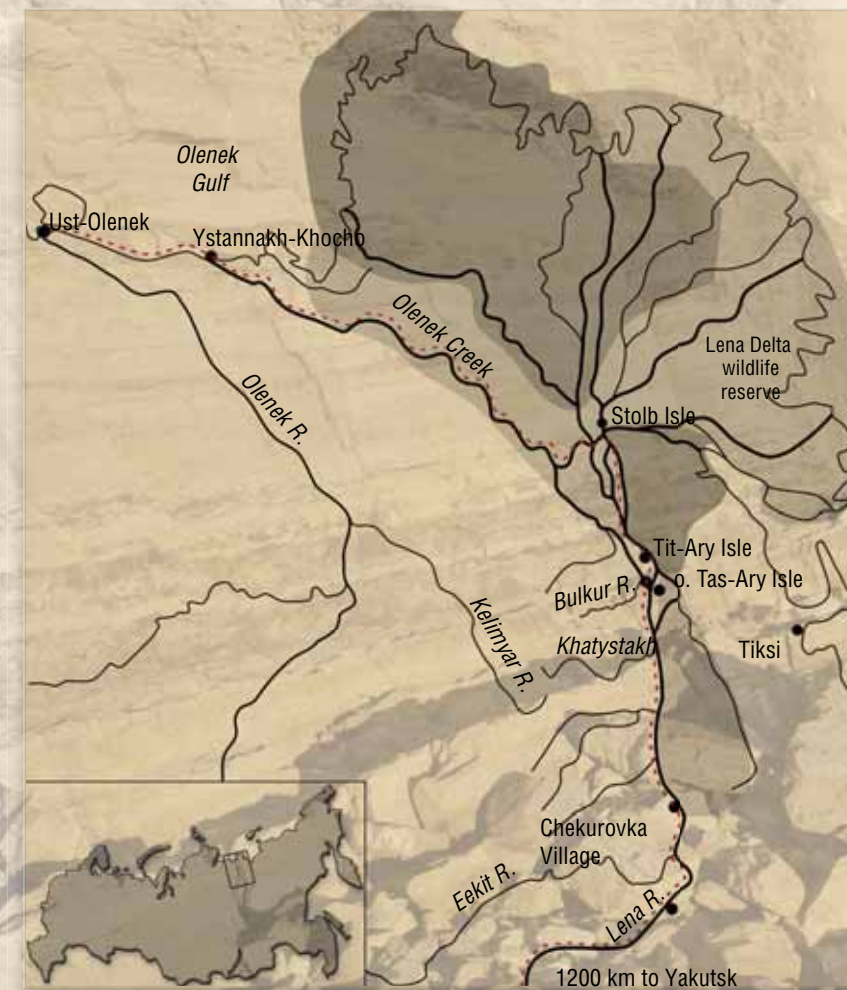 Olenek
Gulf
Ust-Olenek
Ystannakh-Khocho
Olenek Creek
Lena Delta
wildlife
reserve
Olenek R.
Stolb Isle
Tit-Ary Isle
o. Tas-Ary Isle
Bulkur R.
Kelimyar R.
Khatystakh
Tiksi
Chekurovka
Village
Eekit R.
Lena R.
1200 km to Yakutsk